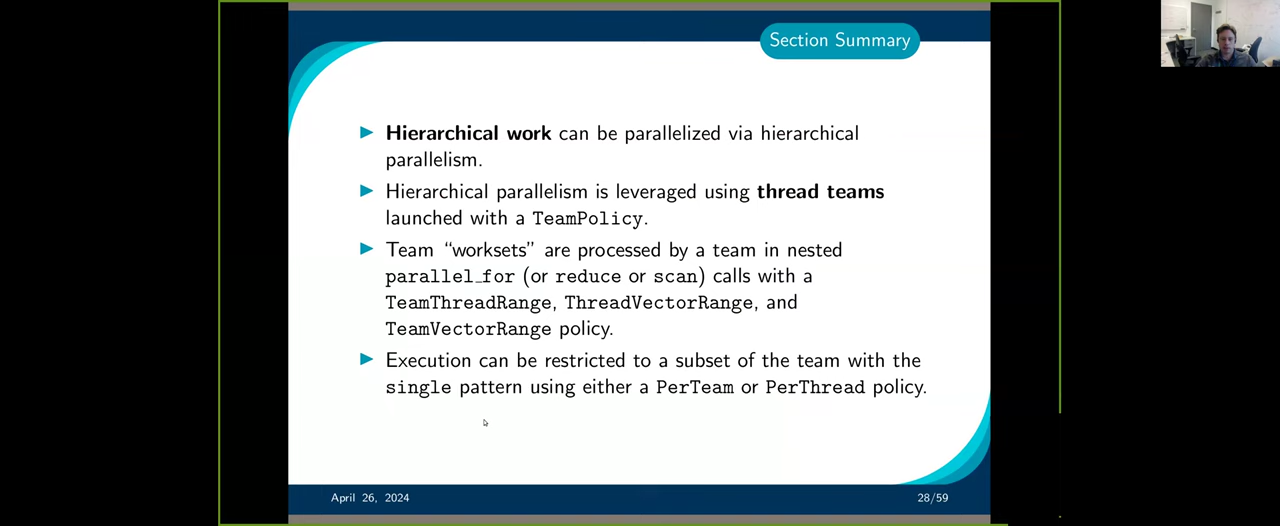 Section Summary
Hierarchical work can be parallelized via hierarchical
parallelism.
Hierarchical parallelism is leveraged using thread teams
launched with a TeamPolicy.
Team “worksets” are processed by a team in nested
parallel_for (or reduce or scan) calls with a
TeamThreadRange, ThreadVectorRange, and
TeamVectorRange policy.
Execution can be restricted to a subset of the team with the
single pattern using either a PerTeam or PerThread policy.
April 26, 2024
28/59